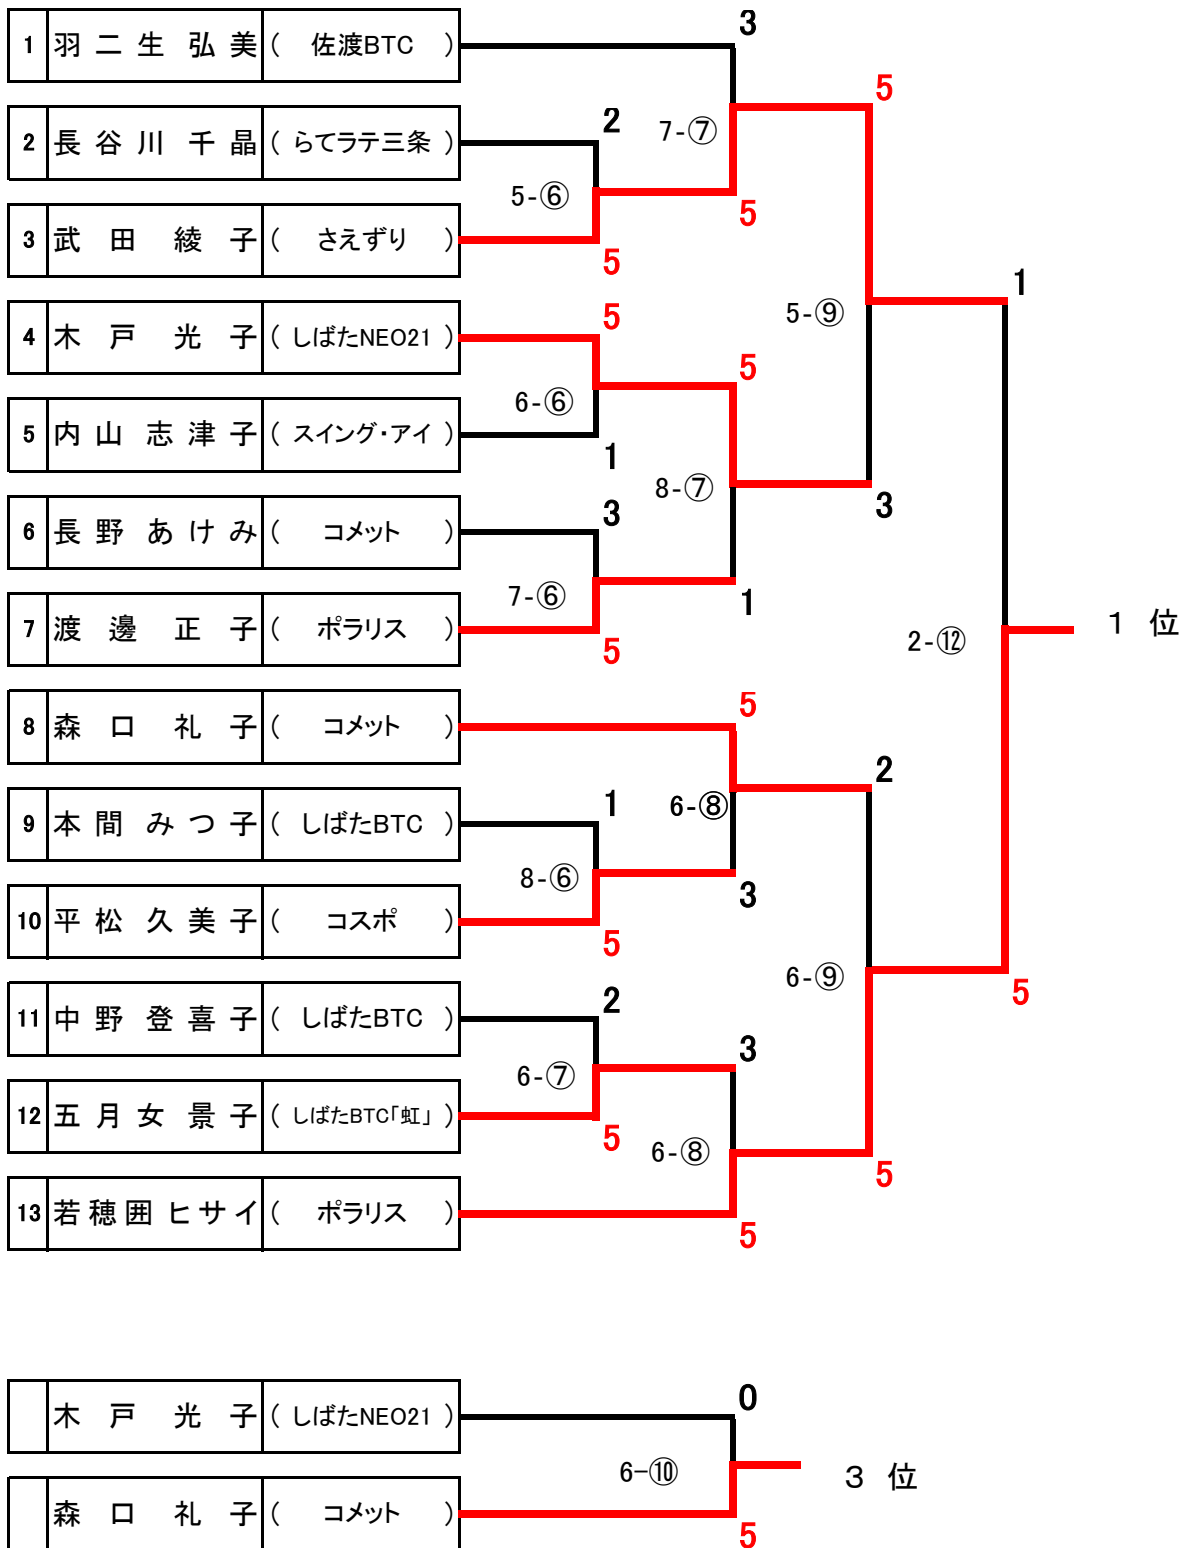 3
1 羽二生 弘美 ( 佐渡BTC )
5
2 長谷川 千晶 ( らてラテ三条 ) 2 7-⑦
5-⑥
5
3 武田 綾子 ( さえずり )
5
1
5
4 木戸 光子 ( しばたNEO21 ) 5-⑨
5
6-⑥
5 内山 志津子 ( スイング・アイ )
1
8-⑦
3
3
6 長野 あけみ ( コメット )
7-⑥
1
7 渡邊 正子 ( ポラリス ) 1 位
2-⑫
5
5
8 森口 礼子 ( コメット )
2
1 6-⑧
9 本間 みつ子 ( しばたBTC )
8-⑥
3
10 平松 久美子 ( コスポ )
5
6-⑨
5
2
11 中野 登喜子 ( しばたBTC )
3
6-⑦
12 五月女 景子 ( しばたBTC「虹」 )
5
6-⑧
5
13 若穂囲 ヒサイ ( ポラリス )
5
0
木戸 光子 ( しばたNEO21 )
6-⑩ 3 位
森口 礼子 ( コメット )
5